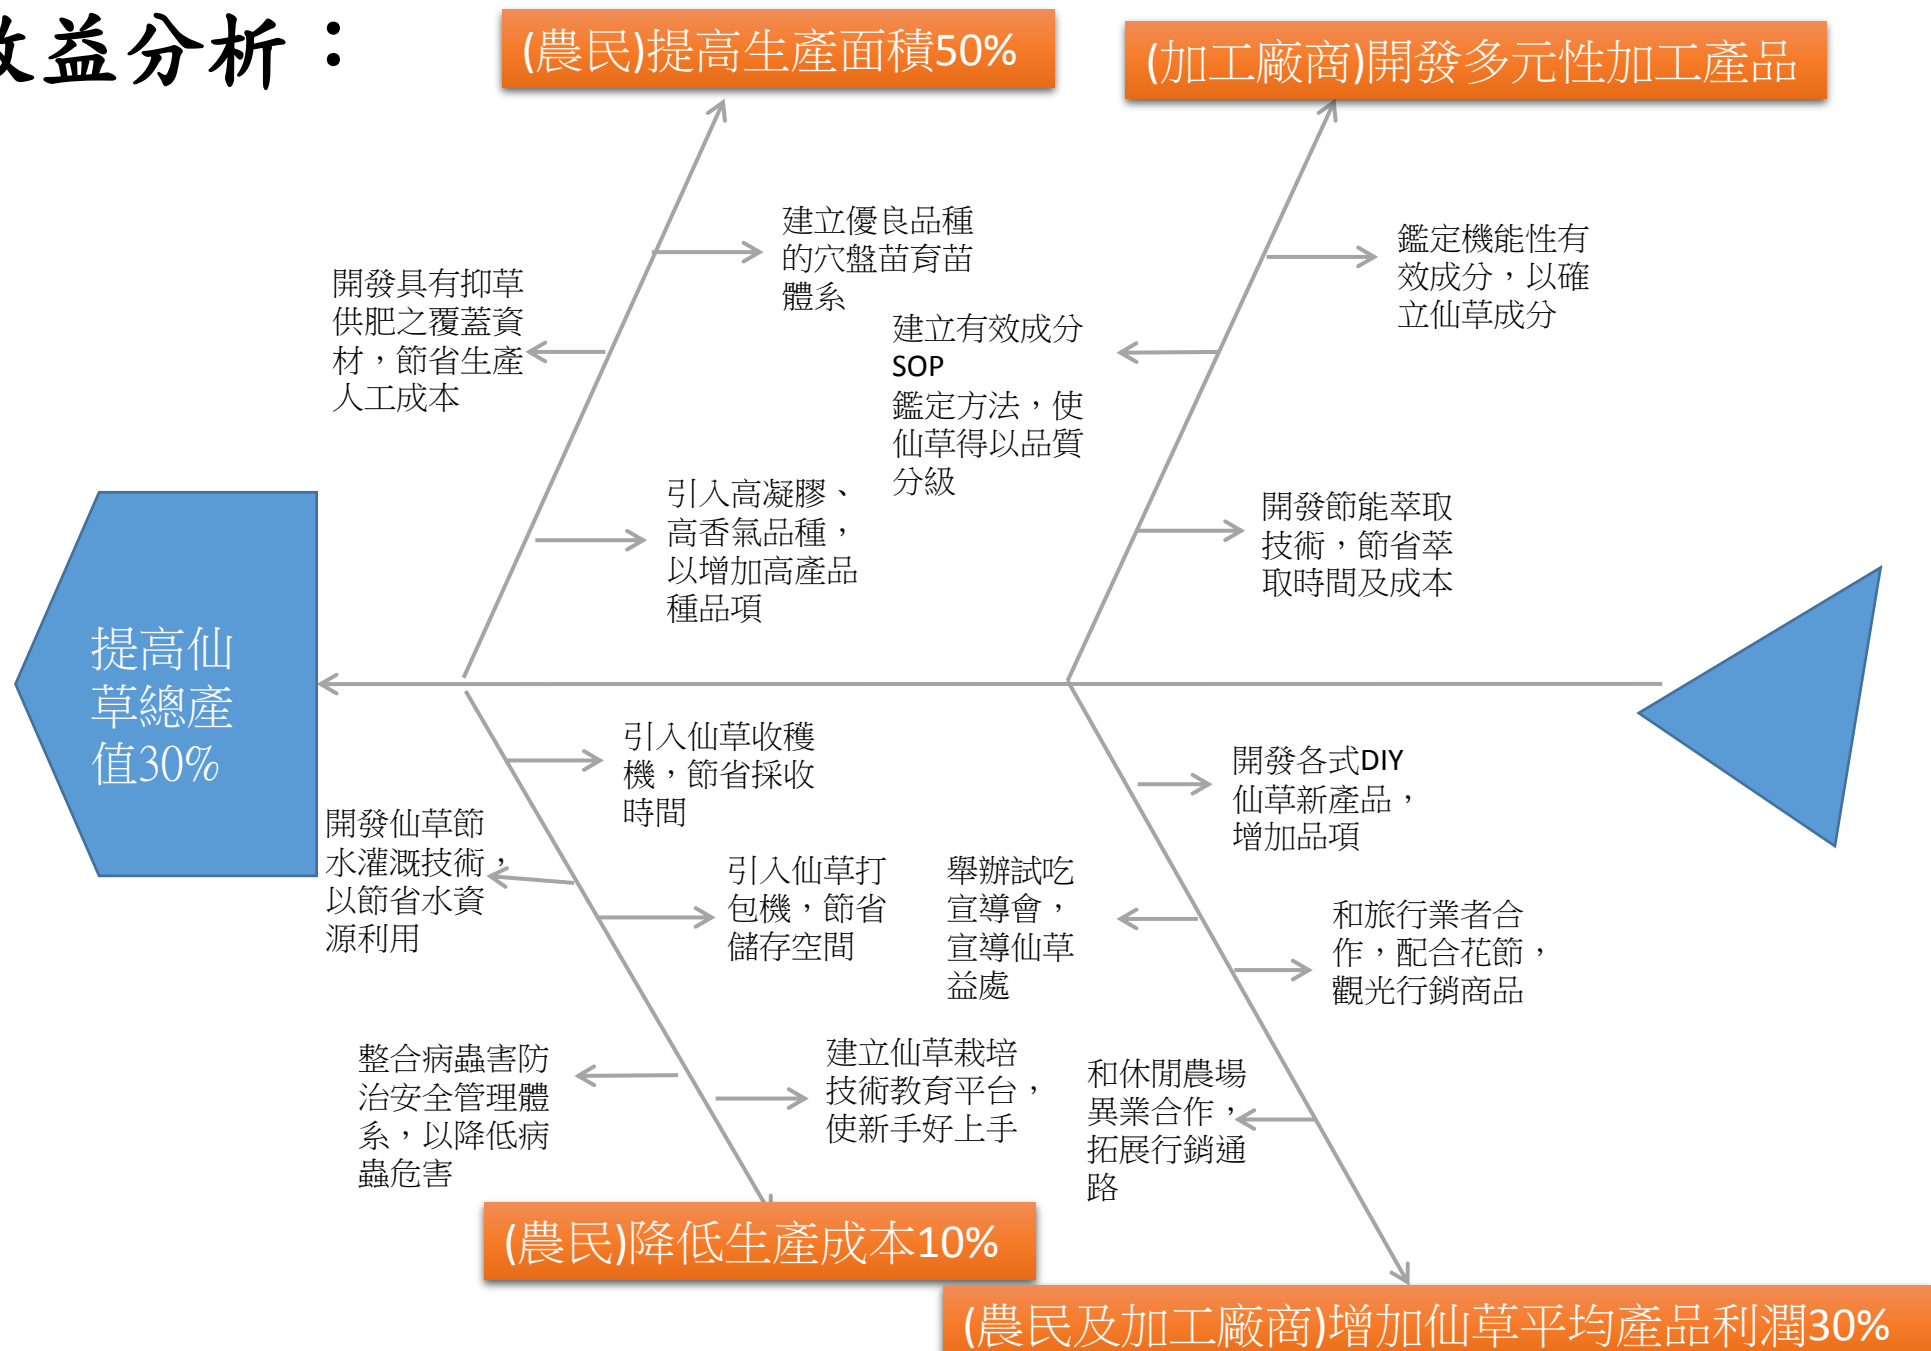 效益分析：
(農民)提高生產面積50%
(加工廠商)開發多元性加工產品
建立優良品種
的穴盤苗育苗
體系
開發具有抑草
供肥之覆蓋資
材，節省生產
人工成本
引入高凝膠、
高香氣品種，
以增加高產品
種品項
鑑定機能性有
效成分，以確
立仙草成分
建立有效成分
SOP
鑑定方法，使
仙草得以品質
分級
開發節能萃取
技術，節省萃
取時間及成本
提高仙
草總產
值30%
引入仙草收穫
機，節省採收
時間
開發仙草節
水灌溉技術，
以節省水資
源利用
引入仙草打
包機，節省
儲存空間
整合病蟲害防
治安全管理體
系，以降低病
蟲危害
建立仙草栽培
技術教育平台，
使新手好上手
開發各式DIY
仙草新產品，
增加品項
舉辦試吃
宣導會，
宣導仙草
益處
和旅行業者合
作，配合花節，
觀光行銷商品
和休閒農場
異業合作，
拓展行銷通
路
(農民)降低生產成本10%
(農民及加工廠商)增加仙草平均產品利潤30%